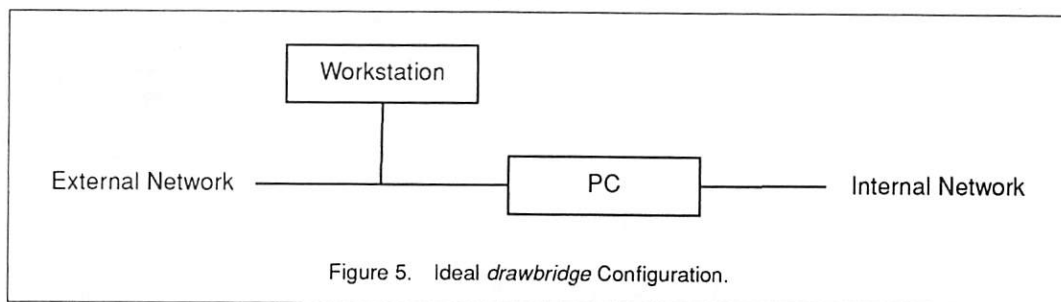 Workstation
External Network
PC
Internal Network
Figure 5. Ideal drawbridge Configuration.